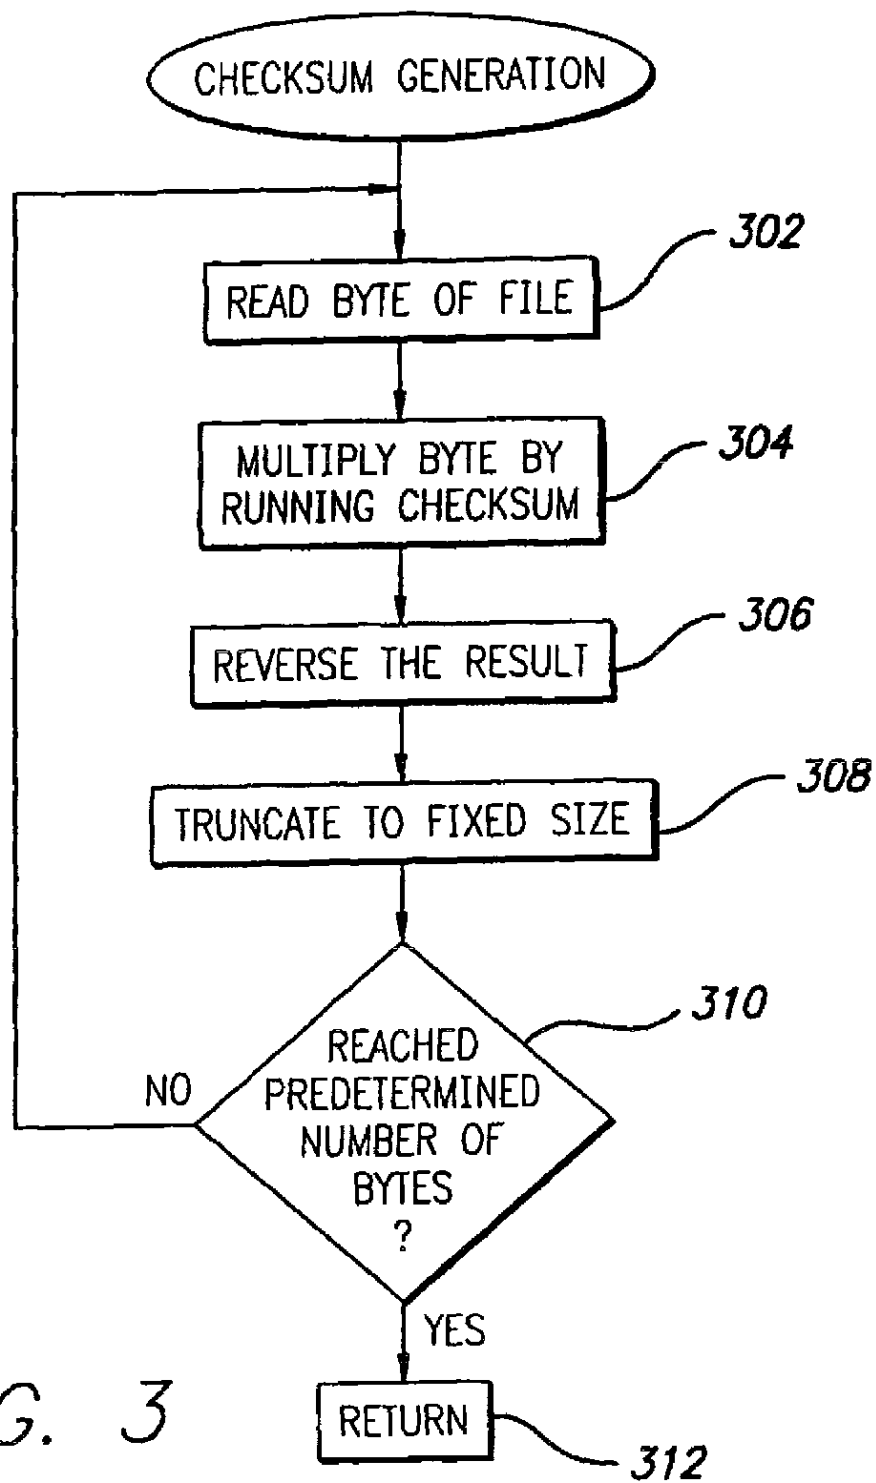 CHECKSUM GENERATION
302
READ BYTE OF FILE
304
MULTIPLY BYTE BY
RUNNING CHECKSUM
306
REVERSE THE RESULT
308
TRUNCATE TO FIXED SIZE
310
REACHED
PREDETERMINED
NUMBER OF
BYTES
?
NO
YES
RETURN
312
G. 3